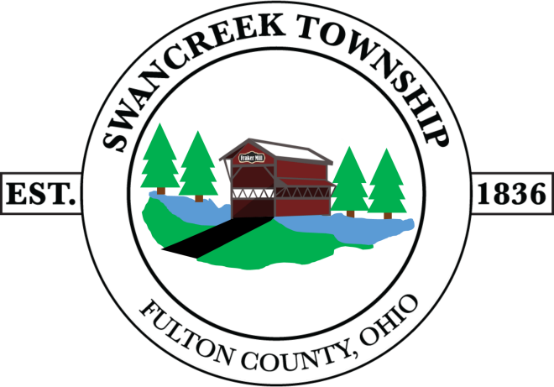 SWANCREEK TOWNSHIP
EST.
1836
FULTON COUNTY, OHIO